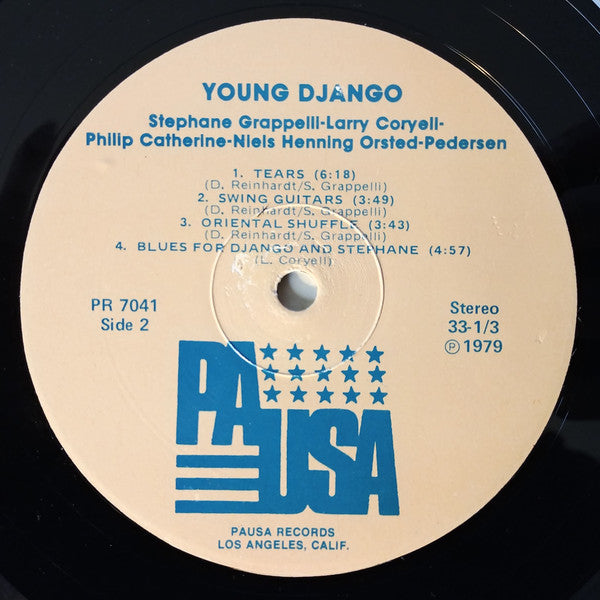 YOUNG DJANGO
Stephane Grappelli-Larry Coryell-
Philip Catherine-Niels Henning Orsted-Pedersen
1. TEARS (6:18)
(D. Reinhardt/S. Grappelli)
2. SWING GUITARS (3:49)
(D. Reinhardt/S. Grappelli)
3. ORIENTAL SHUFFLE (3:43)
(D. Reinhardt/S. Grappelli)
4. BLUES FOR DJANGO AND STEPHANE (4:57)
(L. Coryell)
PR 7041
Side 2
Stereo
33-1/3
Ⓟ 1979
PAUSA
PAUSA RECORDS
LOS ANGELES, CALIF.